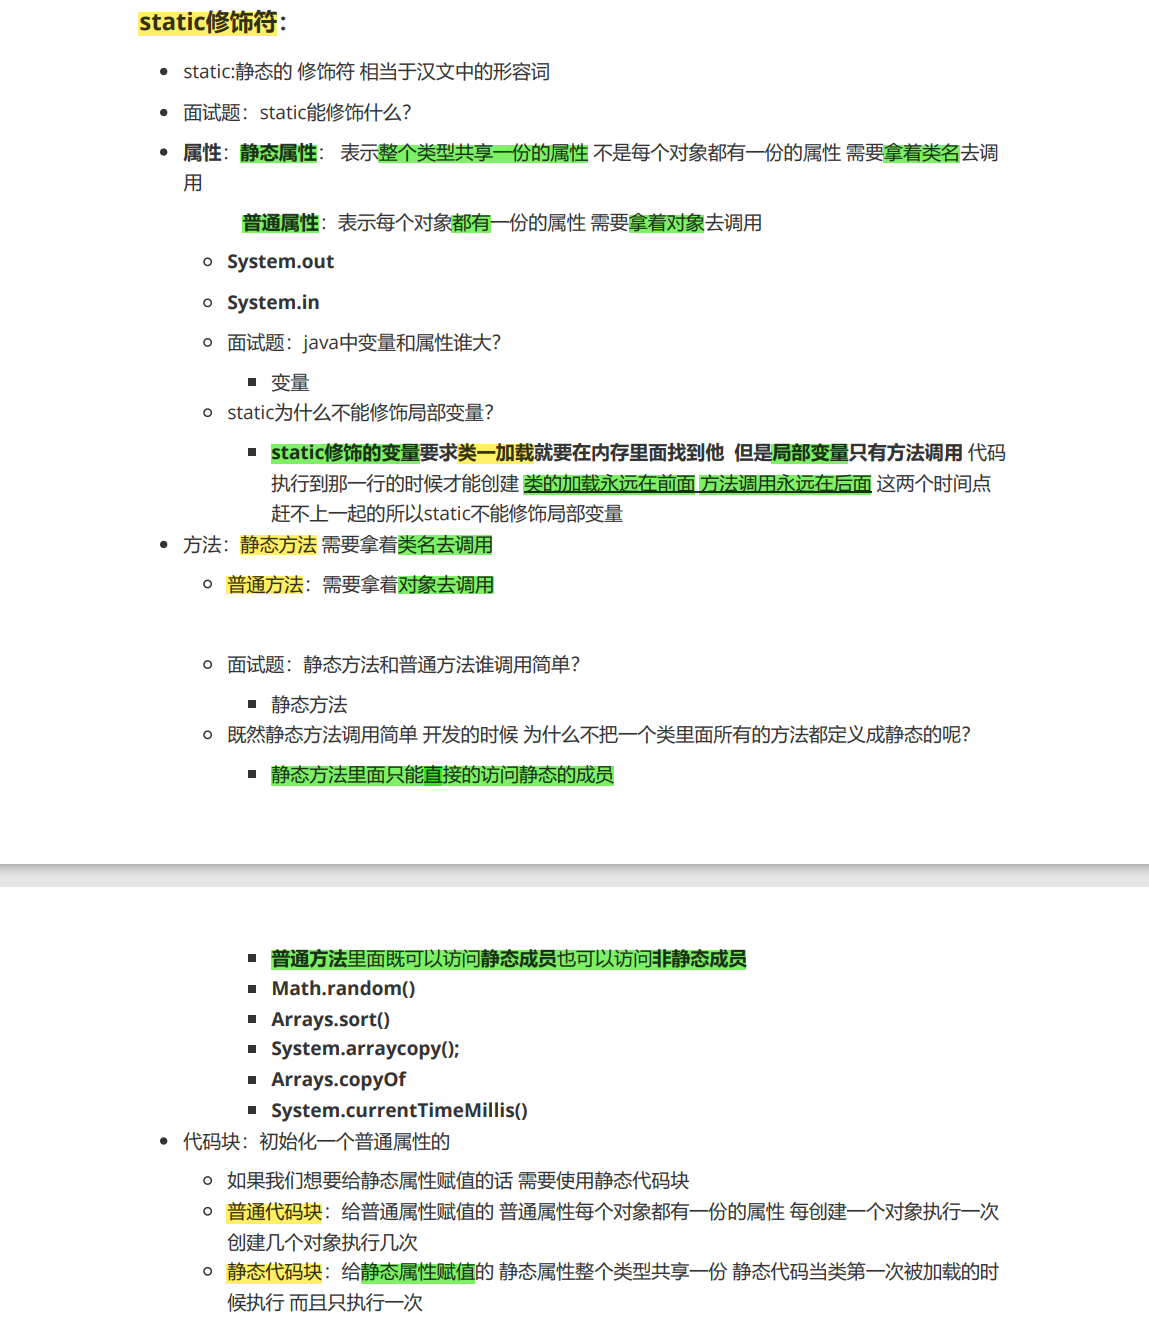 static修饰符：
static:静态的 修饰符 相当于汉文中的形容词
面试题：static能修饰什么？
属性：静态属性： 表示整个类型共享一份的属性 不是每个对象都有一份的属性 需要拿着类名去调
用
普通属性：表示每个对象都有一份的属性 需要拿着对象去调用
System.out
System.in
面试题：java中变量和属性谁大？
变量
static为什么不能修饰局部变量？
static修饰的变量要求类一加载就要在内存里面找到他 但是局部变量只有方法调用 代码
执行到那一行的时候才能创建 类的加载永远在前面 方法调用永远在后面 这两个时间点
赶不上一起的所以static不能修饰局部变量
方法：静态方法 需要拿着类名去调用
普通方法：需要拿着对象去调用
面试题：静态方法和普通方法谁调用简单？
静态方法
既然静态方法调用简单 开发的时候 为什么不把一个类里面所有的方法都定义成静态的呢？
静态方法里面只能直接的访问静态的成员
普通方法里面既可以访问静态成员也可以访问非静态成员
Math.random()
Arrays.sort()
System.arraycopy();
Arrays.copyOf
System.currentTimeMillis()
代码块：初始化一个普通属性的
如果我们想要给静态属性赋值的话 需要使用静态代码块
普通代码块：给普通属性赋值的 普通属性每个对象都有一份的属性 每创建一个对象执行一次
创建几个对象执行几次
静态代码块：给静态属性赋值的 静态属性整个类型共享一份 静态代码当类第一次被加载的时
候执行 而且只执行一次